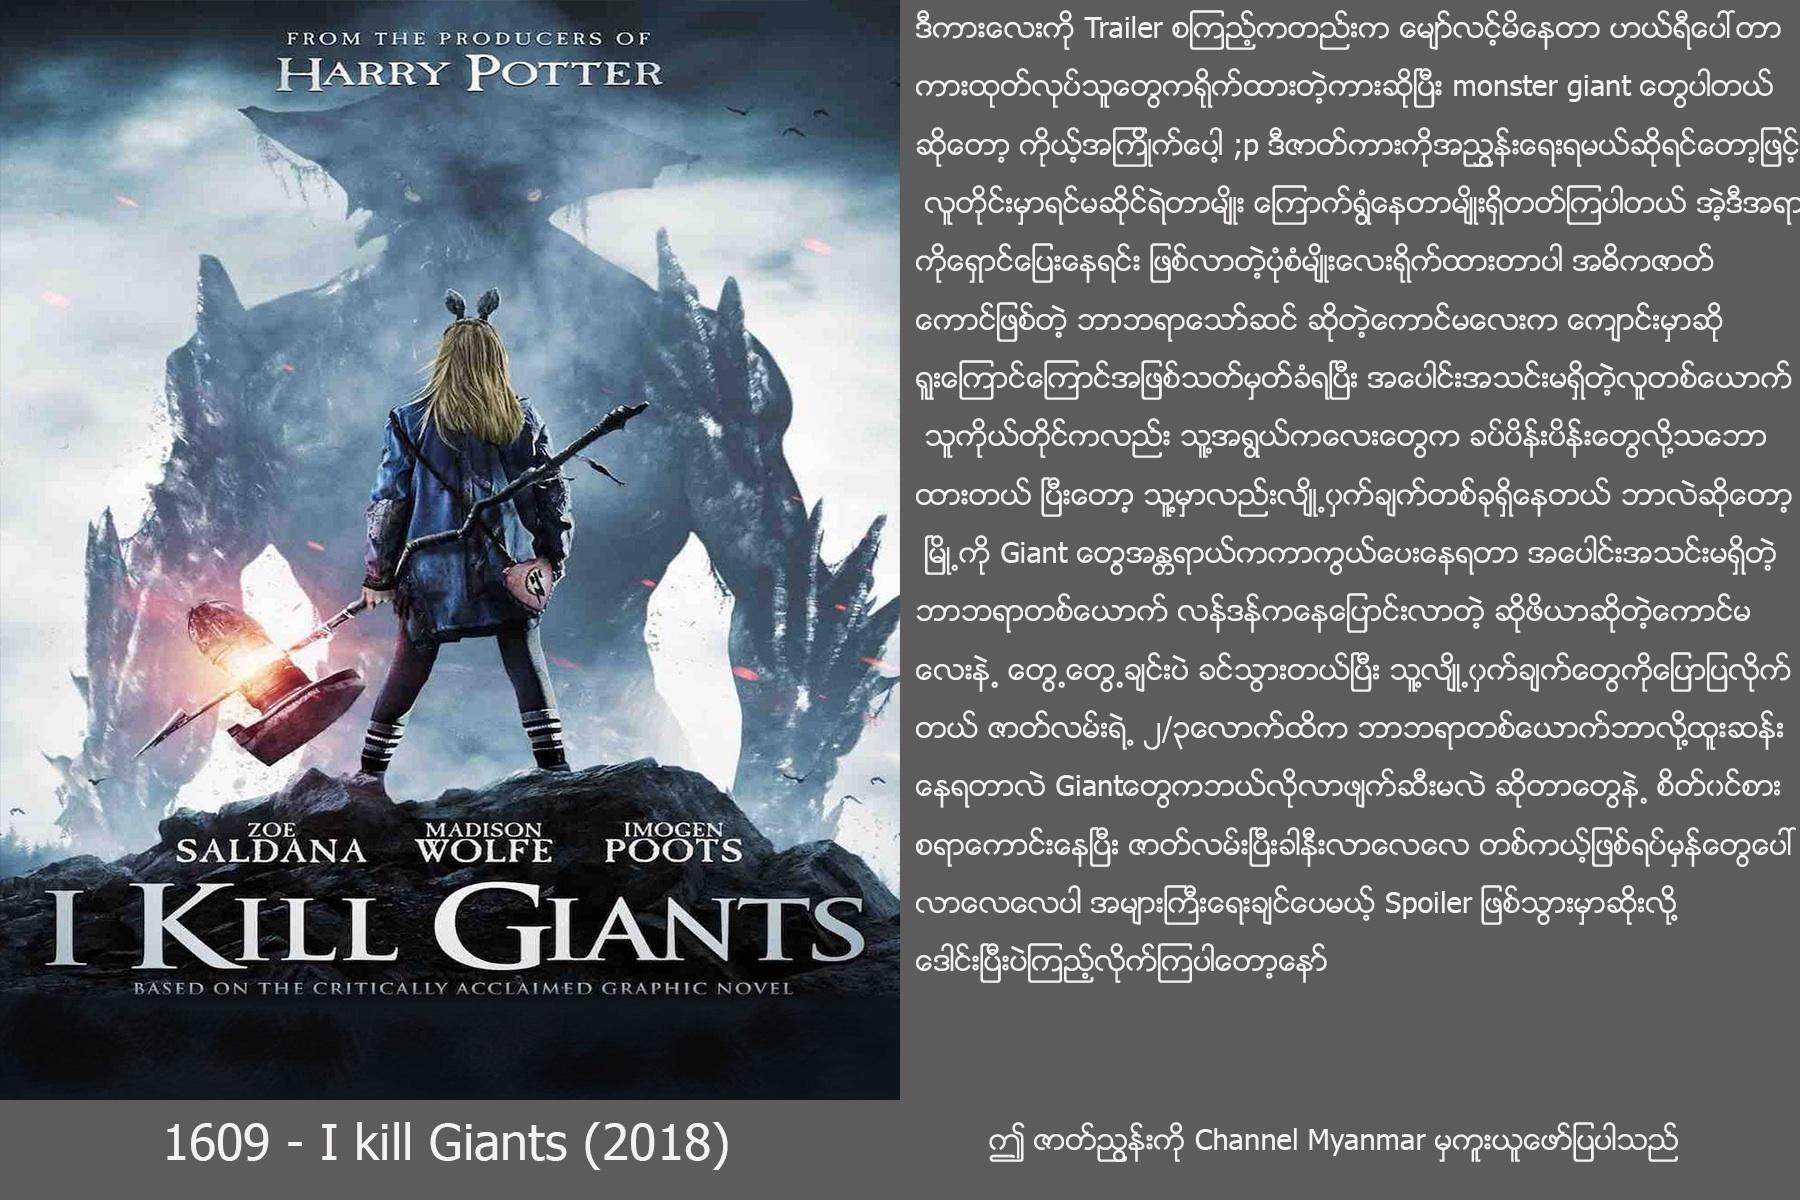 FROM THE PRODUCERS OF
HARRY POTTER
ZOE
SALDANA
MADISON
WOLFE
IMOGEN
POOTS
I KILL GIANTS
BASED ON THE CRITICALLY ACCLAIMED GRAPHIC NOVEL
1609 - I kill Giants (2018)
ဒီကားလေးကို Trailer စကြည့်ကတည်းက မျှော်လင့်မိနေတာ ဟယ်ရီပေါ်တာ
ကားထုတ်လုပ်သူတွေကရိုက်ထားတဲ့ကားဆိုပြီး monster giant တွေပါတယ်
ဆိုတော့ ကိုယ့်အကြိုက်ပေါ့ ;p ဒီဇာတ်ကားကိုအညွှန်းရေးရမယ်ဆိုရင်တော့ဖြင့်
လူတိုင်းမှာရင်မဆိုင်ရဲတာမျိုး ကြောက်ရွံနေတာမျိုးရှိတတ်ကြပါတယ် အဲ့ဒီအရာ
ကိုရှောင်ပြေးနေရင်း ဖြစ်လာတဲ့ပုံစံမျိုးလေးရိုက်ထားတာပါ အဓိကဇာတ်
ကောင်ဖြစ်တဲ့ ဘာဘရာသော်ဆင် ဆိုတဲ့ကောင်မလေးက ကျောင်းမှာဆို
ရူးကြောင်ကြောင်အဖြစ်သတ်မှတ်ခံရပြီး အပေါင်းအသင်းမရှိတဲ့လူတစ်ယောက်
သူကိုယ်တိုင်ကလည်း သူ့အရွယ်ကလေးတွေက ခပ်ပိန်းပိန်းတွေလို့သဘော
ထားတယ် ပြီးတော့ သူ့မှာလည်းလျှို့ဝှက်ချက်တစ်ခုရှိနေတယ် ဘာလဲဆိုတော့
မြို့ကို Giant တွေအန္တရာယ်ကကာကွယ်ပေးနေရတာ အပေါင်းအသင်းမရှိတဲ့
ဘာဘရာတစ်ယောက် လန်ဒန်ကနေပြောင်းလာတဲ့ ဆိုဖိယာဆိုတဲ့ကောင်မ
လေးနဲ့ တွေ့တွေ့ချင်းပဲ ခင်သွားတယ်ပြီး သူ့လျှို့ဝှက်ချက်တွေကိုပြောပြလိုက်
တယ် ဇာတ်လမ်းရဲ့ ၂/၃လောက်ထိက ဘာဘရာတစ်ယောက်ဘာလို့ထူးဆန်း
နေရတာလဲ Giantတွေကဘယ်လိုလာဖျက်ဆီးမလဲ ဆိုတာတွေနဲ့ စိတ်ဝင်စား
စရာကောင်းနေပြီး ဇာတ်လမ်းပြီးခါနီးလာလေလေ တစ်ကယ့်ဖြစ်ရပ်မှန်တွေပေါ်
လာလေလေပါ အများကြီးရေးချင်ပေမယ့် Spoiler ဖြစ်သွားမှာဆိုးလို့
ဒေါင်းပြီးပဲကြည့်လိုက်ကြပါတော့နော်
ဤ ဇာတ်ညွှန်းကို Channel Myanmar မှကူးယူဖော်ပြပါသည်